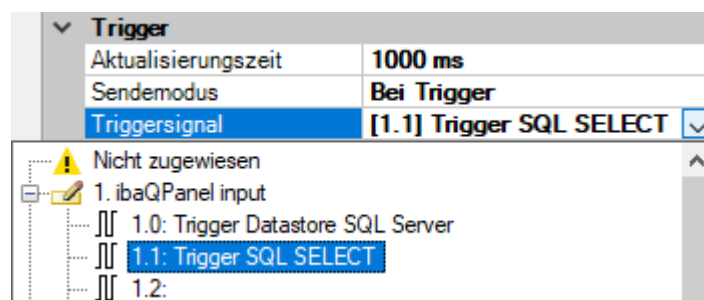 Trigger
Aktualisierungszeit 1000 ms
Sendemodus Bei Trigger
Triggersignal [1.1] Trigger SQL SELECT
Nicht zugewiesen
1. ibaQPanel input
1.0: Trigger Datastore SQL Server
1.1: Trigger SQL SELECT
1.2: